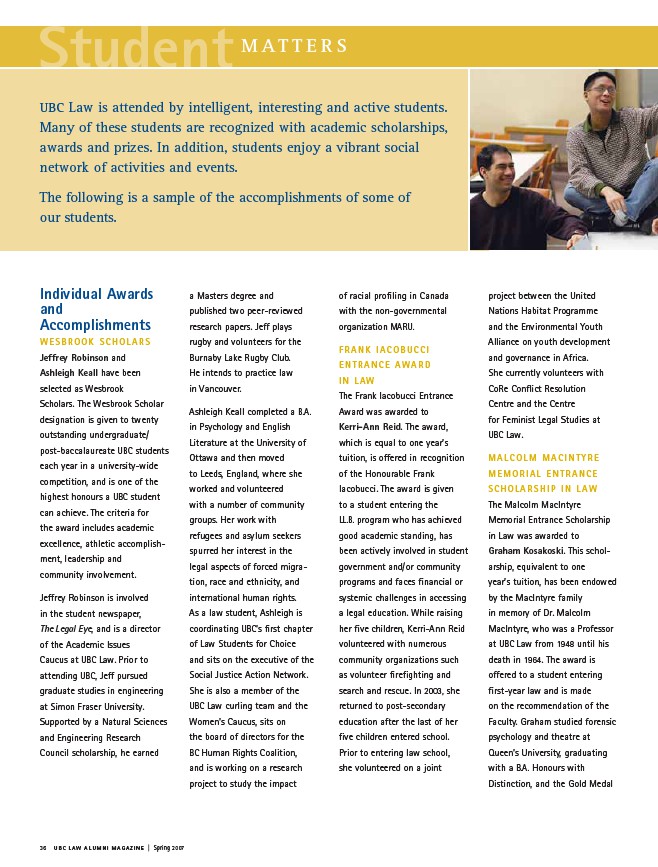 Student MATTERS
UBC Law is attended by intelligent, interesting and active students.
Many of these students are recognized with academic scholarships,
awards and prizes. In addition, students enjoy a vibrant social
network of activities and events.
The following is a sample of the accomplishments of some of
our students.
Individual Awards
and
Accomplishments
WESBROOK SCHOLARS
Jeffrey Robinson and
Ashleigh Keall have been
selected as Wesbrook
Scholars. The Wesbrook Scholar
designation is given to twenty
outstanding undergraduate/
post-baccalaureate UBC students
each year in a university-wide
competition, and is one of the
highest honours a UBC student
can achieve. The criteria for
the award includes academic
excellence, athletic accomplish-
ment, leadership and
community involvement.
Jeffrey Robinson is involved
in the student newspaper,
The Legal Eye, and is a director
of the Academic Issues
Caucus at UBC Law. Prior to
attending UBC, Jeff pursued
graduate studies in engineering
at Simon Fraser University.
Supported by a Natural Sciences
and Engineering Research
Council scholarship, he earned
a Masters degree and
published two peer-reviewed
research papers. Jeff plays
rugby and volunteers for the
Burnaby Lake Rugby Club.
He intends to practice law
in Vancouver.
Ashleigh Keall completed a B.A.
in Psychology and English
Literature at the University of
Ottawa and then moved
to Leeds, England, where she
worked and volunteered
with a number of community
groups. Her work with
refugees and asylum seekers
spurred her interest in the
legal aspects of forced migra-
tion, race and ethnicity, and
international human rights.
As a law student, Ashleigh is
coordinating UBC's first chapter
of Law Students for Choice
and sits on the executive of the
Social Justice Action Network.
She is also a member of the
UBC Law curling team and the
Women's Caucus, sits on
the board of directors for the
BC Human Rights Coalition,
and is working on a research
project to study the impact
of racial profiling in Canada
with the non-governmental
organization MARU.
FRANK IACOBUCCI
ENTRANCE AWARD
IN LAW
The Frank Iacobucci Entrance
Award was awarded to
Kerri-Ann Reid. The award,
which is equal to one year's
tuition, is offered in recognition
of the Honourable Frank
Iacobucci. The award is given
to a student entering the
LL.B. program who has achieved
good academic standing, has
been actively involved in student
government and/or community
programs and faces financial or
systemic challenges in accessing
a legal education. While raising
her five children, Kerri-Ann Reid
volunteered with numerous
community organizations such
as volunteer firefighting and
search and rescue. In 2003, she
returned to post-secondary
education after the last of her
five children entered school.
Prior to entering law school,
she volunteered on a joint
project between the United
Nations Habitat Programme
and the Environmental Youth
Alliance on youth development
and governance in Africa.
She currently volunteers with
CoRe Conflict Resolution
Centre and the Centre
for Feminist Legal Studies at
UBC Law.
MALCOLM MACINTYRE
MEMORIAL ENTRANCE
SCHOLARSHIP IN LAW
The Malcolm MacIntyre
Memorial Entrance Scholarship
in Law was awarded to
Graham Kosakoski. This schol-
arship, equivalent to one
year's tuition, has been endowed
by the MacIntyre family
in memory of Dr. Malcolm
MacIntyre, who was a Professor
at UBC Law from 1948 until his
death in 1964. The award is
offered to a student entering
first-year law and is made
on the recommendation of the
Faculty. Graham studied forensic
psychology and theatre at
Queen's University, graduating
with a B.A. Honours with
Distinction, and the Gold Medal
36 UBC LAW ALUMNI MAGAZINE | Spring 2007